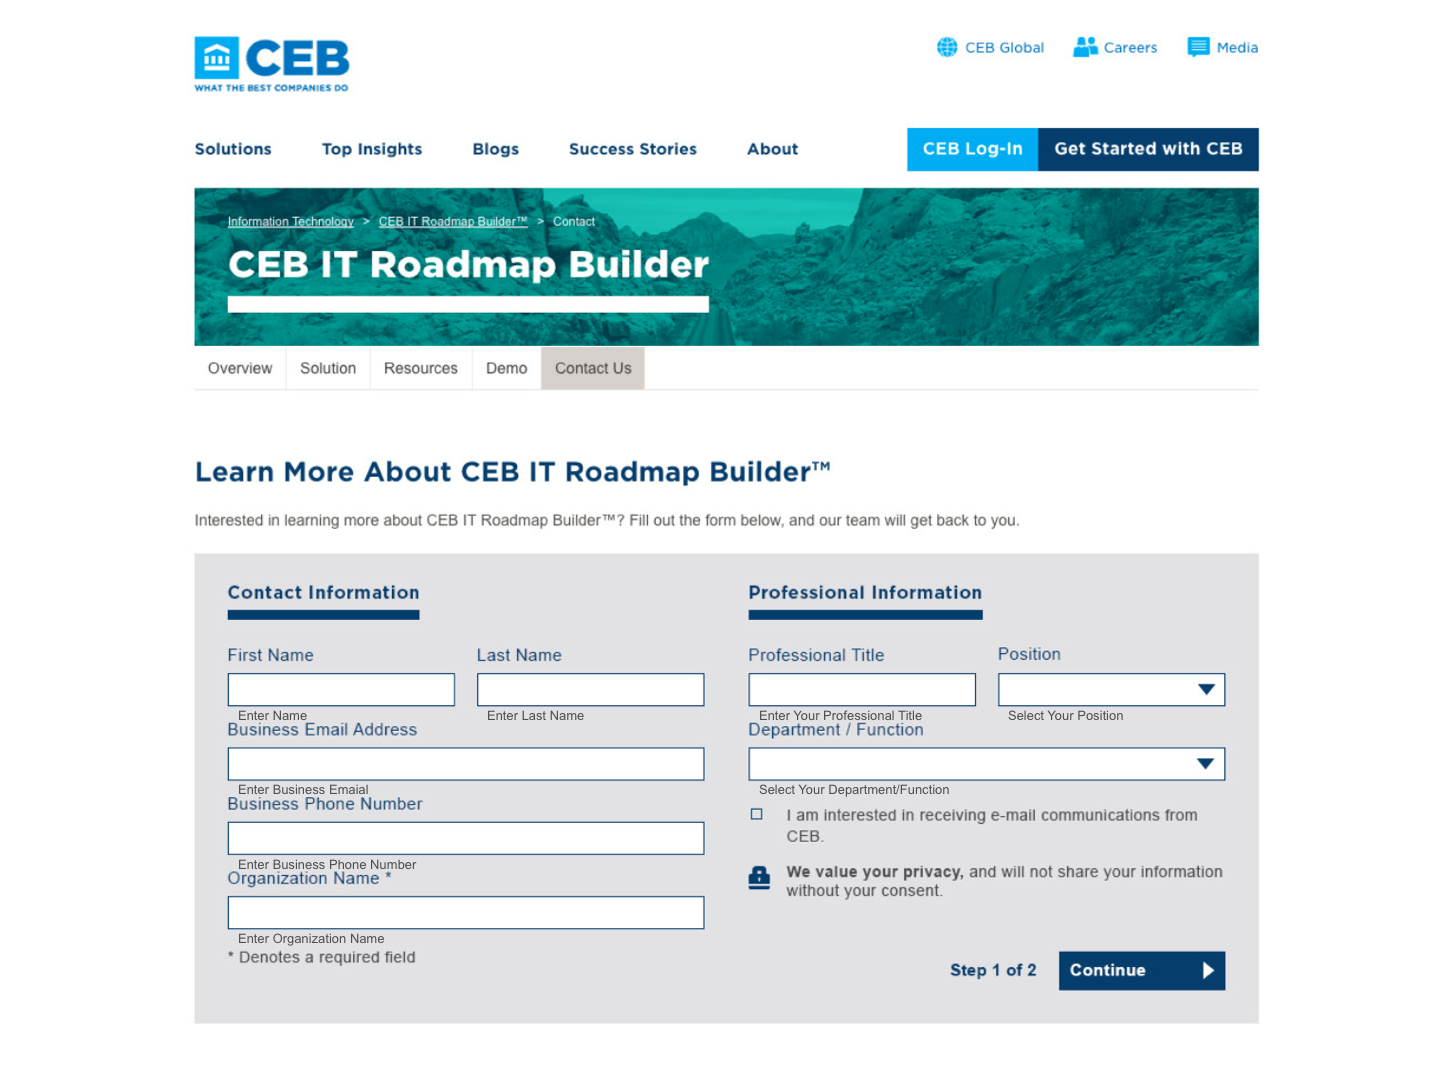 CEB
WHAT THE BEST COMPANIES DO
CEB Global
Careers
Media
Solutions
Top Insights
Blogs
Success Stories
About
CEB Log-In
Get Started with CEB
Information Technology > CEB IT Roadmap Builder™ > Contact
CEB IT Roadmap Builder
Overview
Solution
Resources
Demo
Contact Us
Learn More About CEB IT Roadmap Builder™
Interested in learning more about CEB IT Roadmap Builder™? Fill out the form below, and our team will get back to you.
Contact Information
First Name
Last Name
Enter Name
Enter Last Name
Business Email Address
Enter Business Emaial
Business Phone Number
Enter Business Phone Number
Organization Name *
Enter Organization Name
* Denotes a required field
Professional Information
Professional Title
Position
Enter Your Professional Title
Select Your Position
Department / Function
Select Your Department/Function
I am interested in receiving e-mail communications from
CEB.
We value your privacy, and will not share your information
without your consent.
Step 1 of 2
Continue